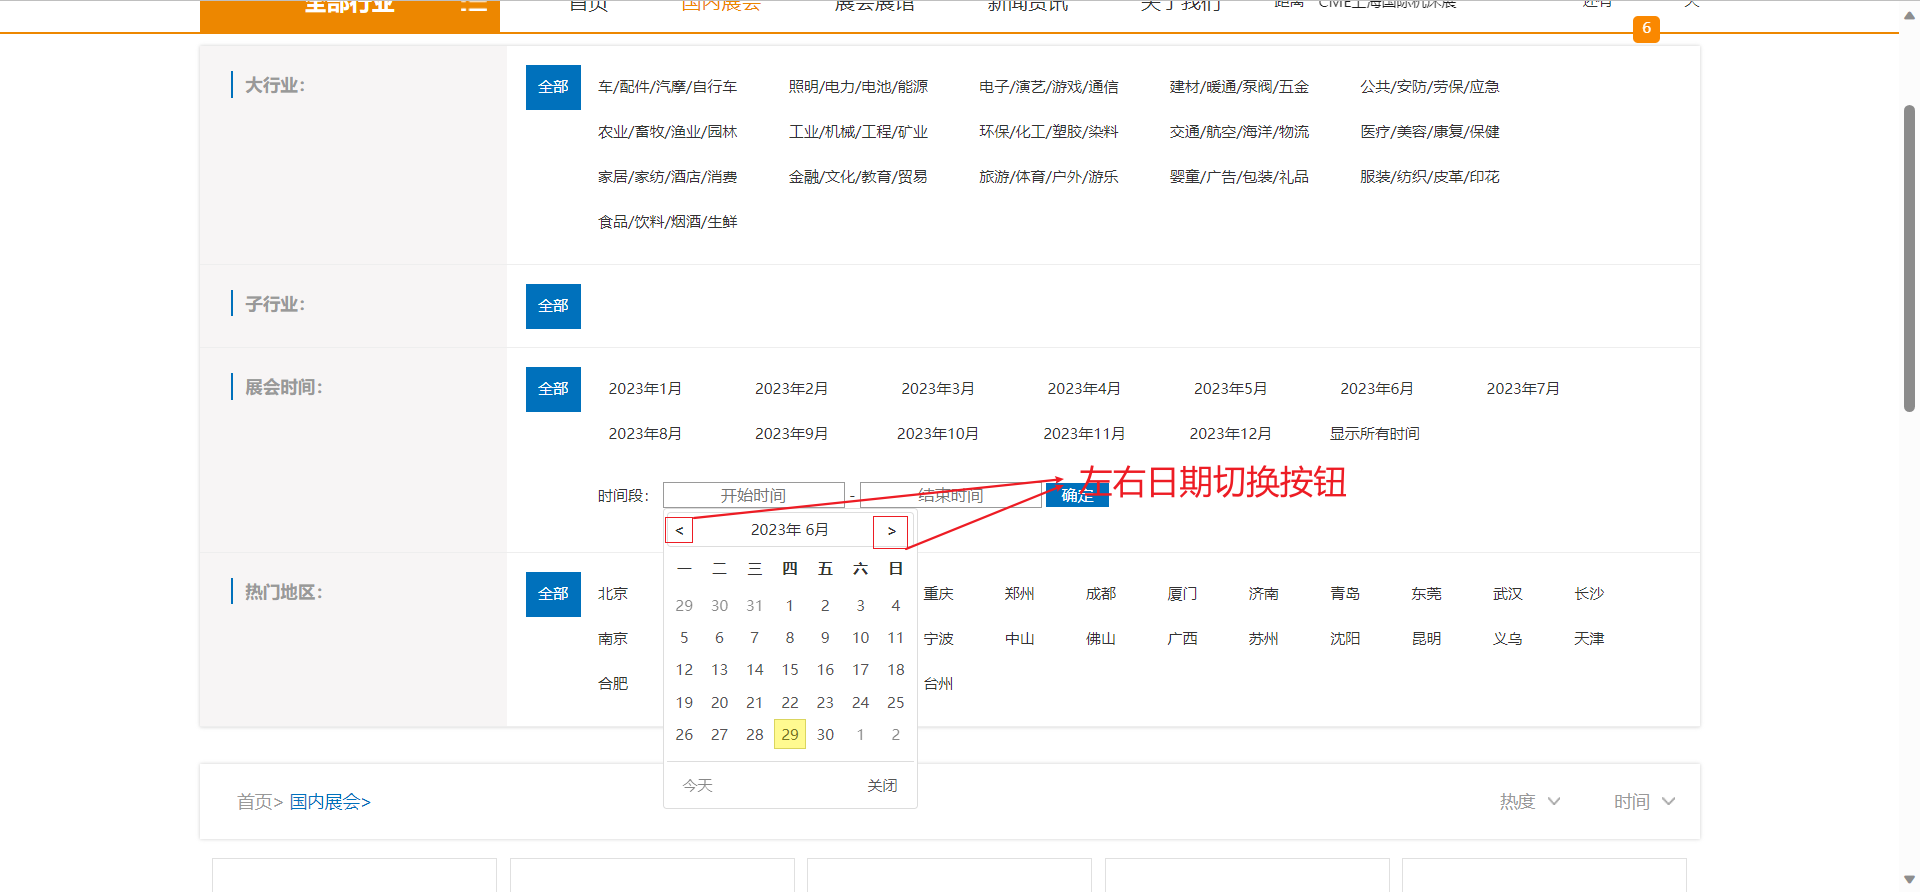 全部行业 首页 国内展会 展会展馆 新闻资讯 关于我们 距离 CME上海国际机床展 还有 天
6
大行业: 全部 车/配件/汽摩/自行车 照明/电力/电池/能源 电子/演艺/游戏/通信 建材/暖通/泵阀/五金 公共/安防/劳保/应急
农业/畜牧/渔业/园林 工业/机械/工程/矿业 环保/化工/塑胶/染料 交通/航空/海洋/物流 医疗/美容/康复/保健
家居/家纺/酒店/消费 金融/文化/教育/贸易 旅游/体育/户外/游乐 婴童/广告/包装/礼品 服装/纺织/皮革/印花
食品/饮料/烟酒/生鲜
子行业: 全部
展会时间: 全部 2023年1月 2023年2月 2023年3月 2023年4月 2023年5月 2023年6月 2023年7月
2023年8月 2023年9月 2023年10月 2023年11月 2023年12月 显示所有时间
时间段: 开始时间 - 结束时间 确定 左右日期切换按钮
< 2023年 6月 >
一 二 三 四 五 六 日
29 30 31 1 2 3 4
5 6 7 8 9 10 11
12 13 14 15 16 17 18
19 20 21 22 23 24 25
26 27 28 29 30 1 2
今天 关闭
热门地区: 全部 北京 重庆 郑州 成都 厦门 济南 青岛 东莞 武汉 长沙
南京 宁波 中山 佛山 广西 苏州 沈阳 昆明 义乌 天津
合肥 台州
首页> 国内展会> 热度 时间